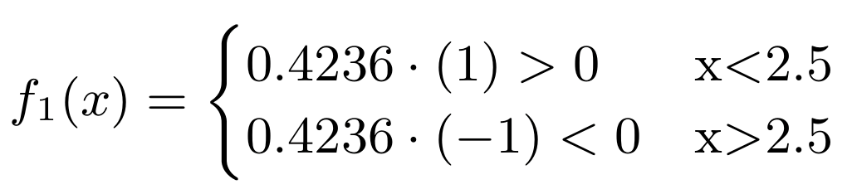 0.4236 · (1) > 0 x<2.5
f₁(x) = {
0.4236 · (−1) < 0 x>2.5